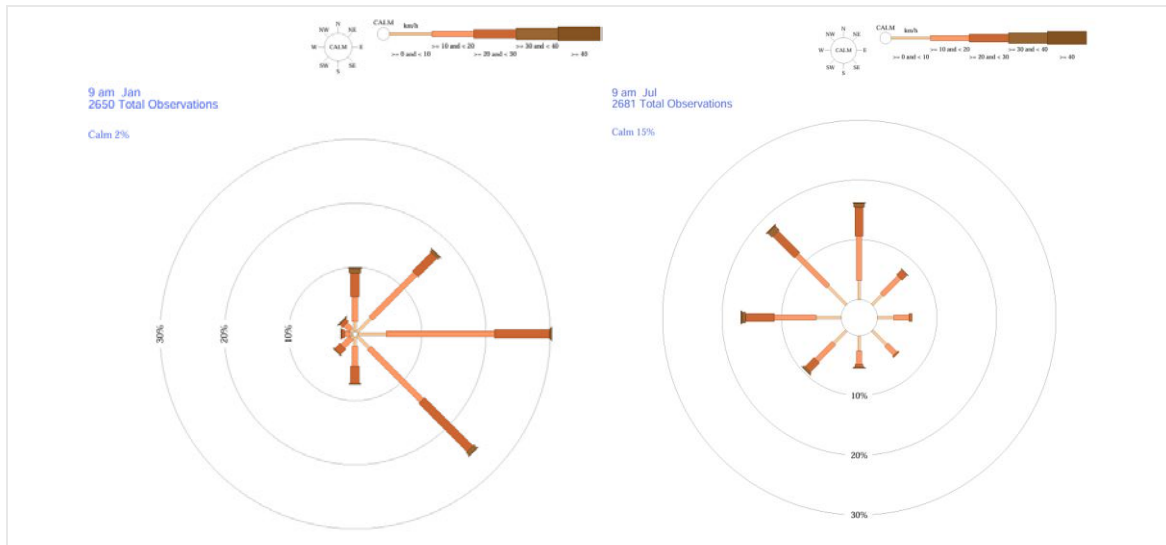 N
NW NE
W CALM E
SW SE
S
CALM km/h
>= 10 and < 20 >= 30 and < 40
>= 0 and < 10 >= 20 and < 30 >= 40
9 am Jan
2650 Total Observations
Calm 2%
30%
20%
10%
N
NW NE
W CALM E
SW SE
S
CALM km/h
>= 10 and < 20 >= 30 and < 40
>= 0 and < 10 >= 20 and < 30 >= 40
9 am Jul
2681 Total Observations
Calm 15%
10%
20%
30%